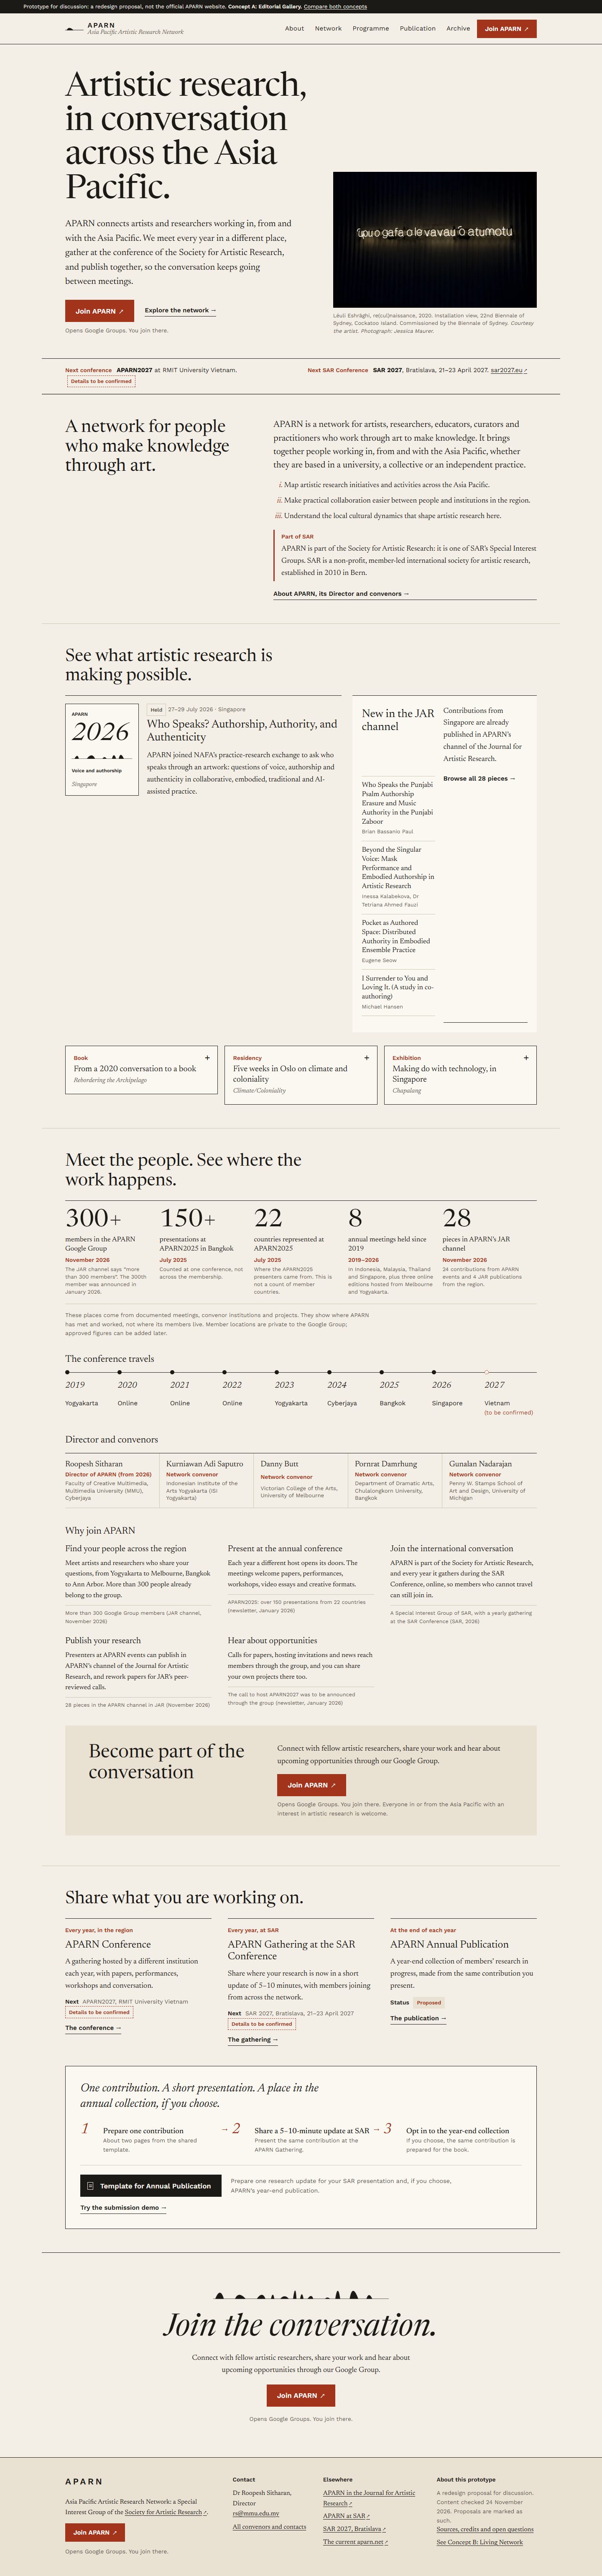 Prototype for discussion: a redesign proposal, not the official APARN website. Concept A: Editorial Gallery. Compare both concepts
APARN
Asia Pacific Artistic Research Network
About Network Programme Publication Archive Join APARN ↗
Artistic research,
in conversation
across the Asia
Pacific.
APARN connects artists and researchers working in, from and
with the Asia Pacific. We meet every year in a different place,
gather at the conference of the Society for Artistic Research,
and publish together, so the conversation keeps going
between meetings.
Join APARN ↗ Explore the network →
Opens Google Groups. You join there.
Léuli Eshrāghi, re(cul)naissance, 2020. Installation view, 22nd Biennale of
Sydney, Cockatoo Island. Commissioned by the Biennale of Sydney. Courtesy
the artist. Photograph: Jessica Maurer.
Next conference APARN2027 at RMIT University Vietnam.
Details to be confirmed
Next SAR Conference SAR 2027, Bratislava, 21–23 April 2027. sar2027.eu ↗
A network for people
who make knowledge
through art.
APARN is a network for artists, researchers, educators, curators and
practitioners who work through art to make knowledge. It brings
together people working in, from and with the Asia Pacific, whether
they are based in a university, a collective or an independent practice.
i. Map artistic research initiatives and activities across the Asia Pacific.
ii. Make practical collaboration easier between people and institutions in the region.
iii. Understand the local cultural dynamics that shape artistic research here.
Part of SAR
APARN is part of the Society for Artistic Research: it is one of SAR's Special Interest
Groups. SAR is a non-profit, member-led international society for artistic research,
established in 2010 in Bern.
About APARN, its Director and convenors →
See what artistic research is
making possible.
APARN
2026
Voice and authorship
Singapore
Held 27–29 July 2026 · Singapore
Who Speaks? Authorship, Authority, and
Authenticity
APARN joined NAFA's practice-research exchange to ask who
speaks through an artwork: questions of voice, authorship and
authenticity in collaborative, embodied, traditional and AI-
assisted practice.
New in the JAR
channel
Contributions from
Singapore are already
published in APARN's
channel of the Journal for
Artistic Research.
Browse all 28 pieces →
Who Speaks the Punjabi
Psalm Authorship
Erasure and Music
Authority in the Punjabi
Zaboor
Brian Bassanio Paul
Beyond the Singular
Voice: Mask
Performance and
Embodied Authorship in
Artistic Research
Inessa Kalabekova, Dr
Tetriana Ahmed Fauzi
Pocket as Authored
Space: Distributed
Authority in Embodied
Ensemble Practice
Eugene Seow
I Surrender to You and
Loving It. (A study in co-
authoring)
Michael Hansen
Book +
From a 2020 conversation to a book
Rebordering the Archipelago
Residency +
Five weeks in Oslo on climate and
coloniality
Climate/Coloniality
Exhibition +
Making do with technology, in
Singapore
Chapalang
Meet the people. See where the
work happens.
300+
members in the APARN
Google Group
November 2026
The JAR channel says “more
than 300 members”. The 300th
member was announced in
January 2026.
150+
presentations at
APARN2025 in Bangkok
July 2025
Counted at one conference, not
across the membership.
22
countries represented at
APARN2025
July 2025
Where the APARN2025
presenters came from. This is
not a count of member
countries.
8
annual meetings held since
2019
2019–2026
In Indonesia, Malaysia, Thailand
and Singapore, plus three online
editions hosted from Melbourne
and Yogyakarta.
28
pieces in APARN's JAR
channel
November 2026
24 contributions from APARN
events and 4 JAR publications
from the region.
These places come from documented meetings, convenor institutions and projects. They show where APARN
has met and worked, not where its members live. Member locations are private to the Google Group;
approved figures can be added later.
The conference travels
2019 2020 2021 2022 2023 2024 2025 2026 2027
Yogyakarta Online Online Online Yogyakarta Cyberjaya Bangkok Singapore Vietnam
(to be confirmed)
Director and convenors
Roopesh Sitharan
Director of APARN (from 2026)
Faculty of Creative Multimedia,
Multimedia University (MMU),
Cyberjaya
Kurniawan Adi Saputro
Network convenor
Indonesian Institute of the
Arts Yogyakarta (ISI
Yogyakarta)
Danny Butt
Network convenor
Victorian College of the Arts,
University of Melbourne
Pornrat Damrhung
Network convenor
Department of Dramatic Arts,
Chulalongkorn University,
Bangkok
Gunalan Nadarajan
Network convenor
Penny W. Stamps School of
Art and Design, University of
Michigan
Why join APARN
Find your people across the region
Meet artists and researchers who share your
questions, from Yogyakarta to Melbourne, Bangkok
to Ann Arbor. More than 300 people already
belong to the group.
More than 300 Google Group members (JAR channel,
November 2026)
Present at the annual conference
Each year a different host opens its doors. The
meetings welcome papers, performances,
workshops, video essays and creative formats.
APARN2025: over 150 presentations from 22 countries
(newsletter, January 2026)
Join the international conversation
APARN is part of the Society for Artistic Research,
and every year it gathers during the SAR
Conference, online, so members who cannot travel
can still join in.
A Special Interest Group of SAR, with a yearly gathering
at the SAR Conference (SAR, 2026)
Publish your research
Presenters at APARN events can publish in
APARN's channel of the Journal for Artistic
Research, and rework papers for JAR's peer-
reviewed calls.
28 pieces in the APARN channel in JAR (November 2026)
Hear about opportunities
Calls for papers, hosting invitations and news reach
members through the group, and you can share
your own projects there too.
The call to host APARN2027 was to be announced
through the group (newsletter, January 2026)
Become part of the
conversation
Connect with fellow artistic researchers, share your work and hear about
upcoming opportunities through our Google Group.
Join APARN ↗
Opens Google Groups. You join there. Everyone in or from the Asia Pacific with an
interest in artistic research is welcome.
Share what you are working on.
Every year, in the region
APARN Conference
A gathering hosted by a different institution
each year, with papers, performances,
workshops and conversation.
Next APARN2027, RMIT University Vietnam
Details to be confirmed
The conference →
Every year, at SAR
APARN Gathering at the SAR
Conference
Share where your research is now in a short
update of 5–10 minutes, with members joining
from across the network.
Next SAR 2027, Bratislava, 21–23 April 2027
Details to be confirmed
The gathering →
At the end of each year
APARN Annual Publication
A year-end collection of members' research in
progress, made from the same contribution you
present.
Status Proposed
The publication →
One contribution. A short presentation. A place in the
annual collection, if you choose.
1 Prepare one contribution
About two pages from the shared
template.
→ 2 Share a 5–10-minute update at SAR
Present the same contribution at the
APARN Gathering.
→ 3 Opt in to the year-end collection
If you choose, the same contribution is
prepared for the book.
Template for Annual Publication
Prepare one research update for your SAR presentation and, if you choose,
APARN's year-end publication.
Try the submission demo →
Join the conversation.
Connect with fellow artistic researchers, share your work and hear about
upcoming opportunities through our Google Group.
Join APARN ↗
Opens Google Groups. You join there.
APARN
Asia Pacific Artistic Research Network: a Special
Interest Group of the Society for Artistic Research ↗.
Join APARN ↗
Opens Google Groups. You join there.
Contact
Dr Roopesh Sitharan,
Director
rs@mmu.edu.my
All convenors and contacts
Elsewhere
APARN in the Journal for Artistic
Research ↗
APARN at SAR ↗
SAR 2027, Bratislava ↗
The current aparn.net ↗
About this prototype
A redesign proposal for discussion.
Content checked 24 November
2026. Proposals are marked as
such.
Sources, credits and open questions
See Concept B: Living Network